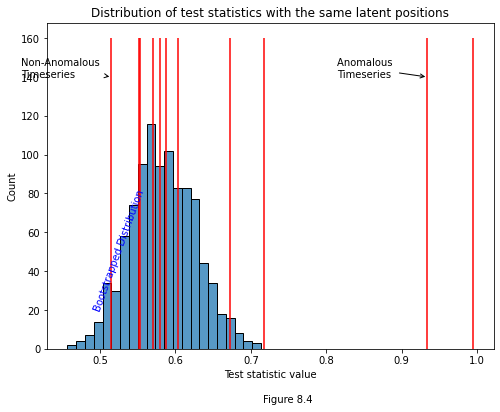 Distribution of test statistics with the same latent positions
160
Non-Anomalous
Timeseries
Anomalous
Timeseries
140
120
100
80
60
40
20
0
Count
Bootstrapped Distribution
0.5 0.6 0.7 0.8 0.9 1.0
Test statistic value
Figure 8.4